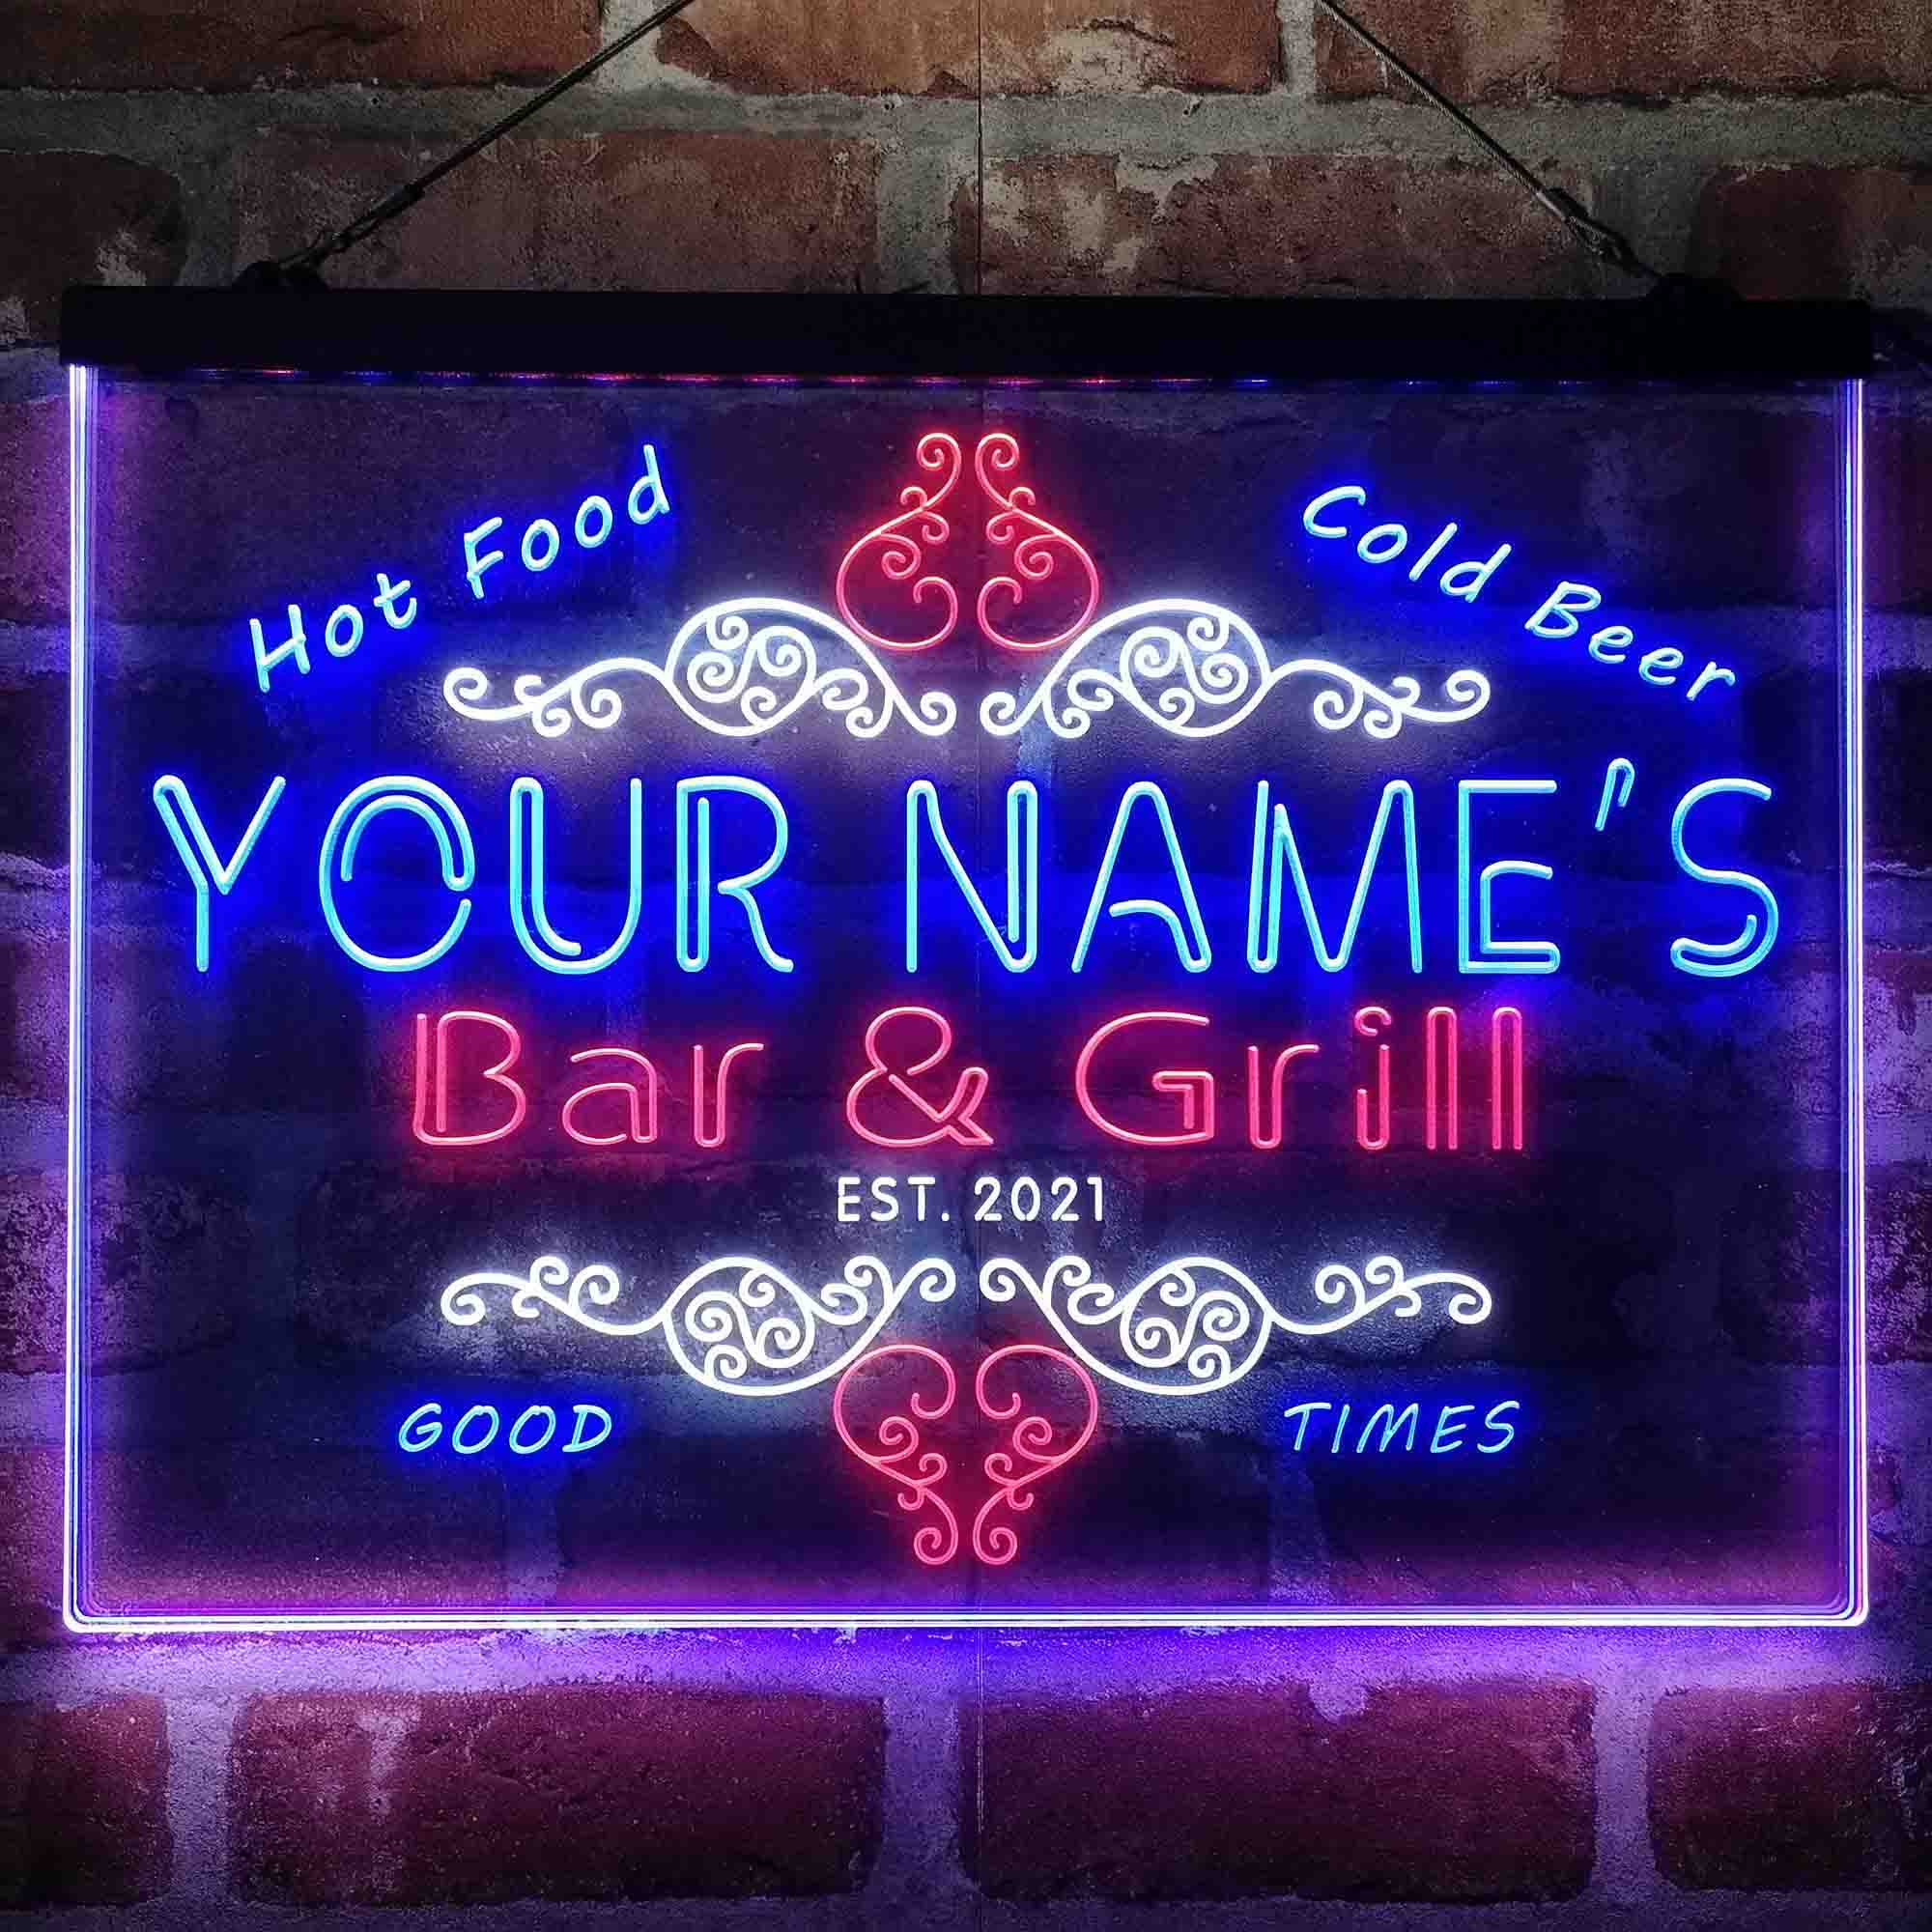 Hot Food
Cold Beer
YOUR NAME'S
Bar & Grill
EST. 2021
GOOD TIMES